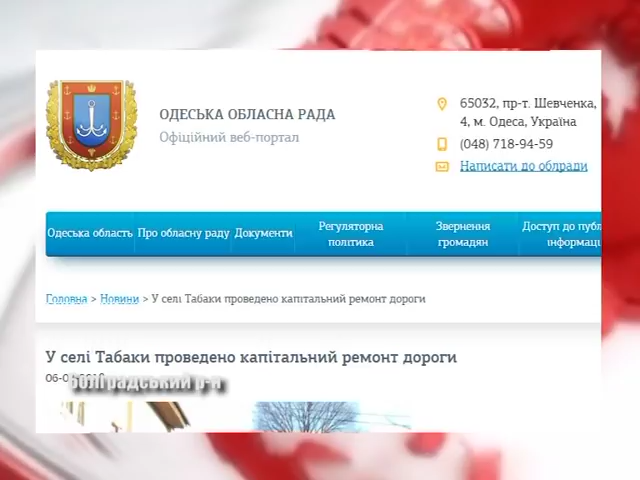 ОДЕСЬКА ОБЛАСНА РАДА
Офіційний веб-портал
65032, пр-т. Шевченка,
4, м. Одеса, Україна
(048) 718-94-59
Написати до облради
Одеська область Про обласну раду Документи
Регуляторна
політика
Звернення
громадян
Доступ до публ
інформаці
Головна > Новини > У селі Табаки проведено капітальний ремонт дороги
У селі Табаки проведено капітальний ремонт дороги
Болградський р-н